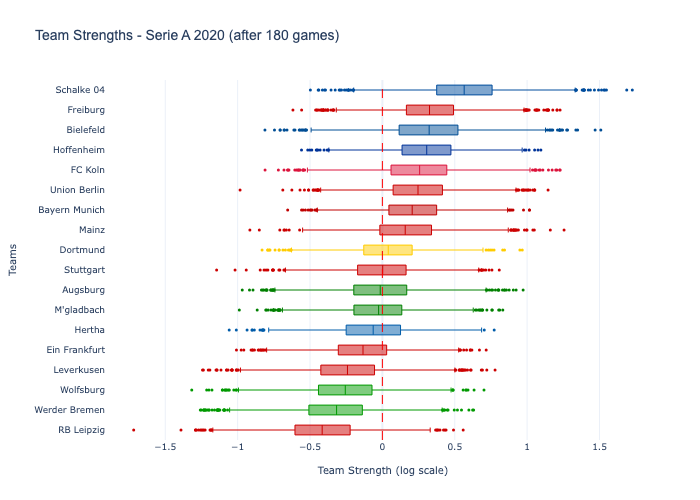 Team Strengths - Serie A 2020 (after 180 games)
Schalke 04
Freiburg
Bielefeld
Hoffenheim
FC Koln
Union Berlin
Bayern Munich
Mainz
Dortmund
Stuttgart
Augsburg
M'gladbach
Hertha
Ein Frankfurt
Leverkusen
Wolfsburg
Werder Bremen
RB Leipzig
Teams
−1.5 −1 −0.5 0 0.5 1 1.5
Team Strength (log scale)